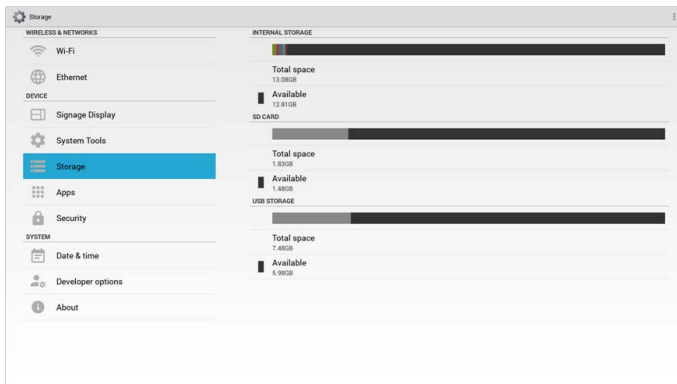 Storage
WIRELESS & NETWORKS
Wi-Fi
Ethernet
DEVICE
Signage Display
System Tools
Storage
Apps
Security
SYSTEM
Date & time
Developer options
About
INTERNAL STORAGE
Total space
13.08GB
Available
12.81GB
SD CARD
Total space
1.83GB
Available
1.48GB
USB STORAGE
Total space
7.48GB
Available
5.98GB